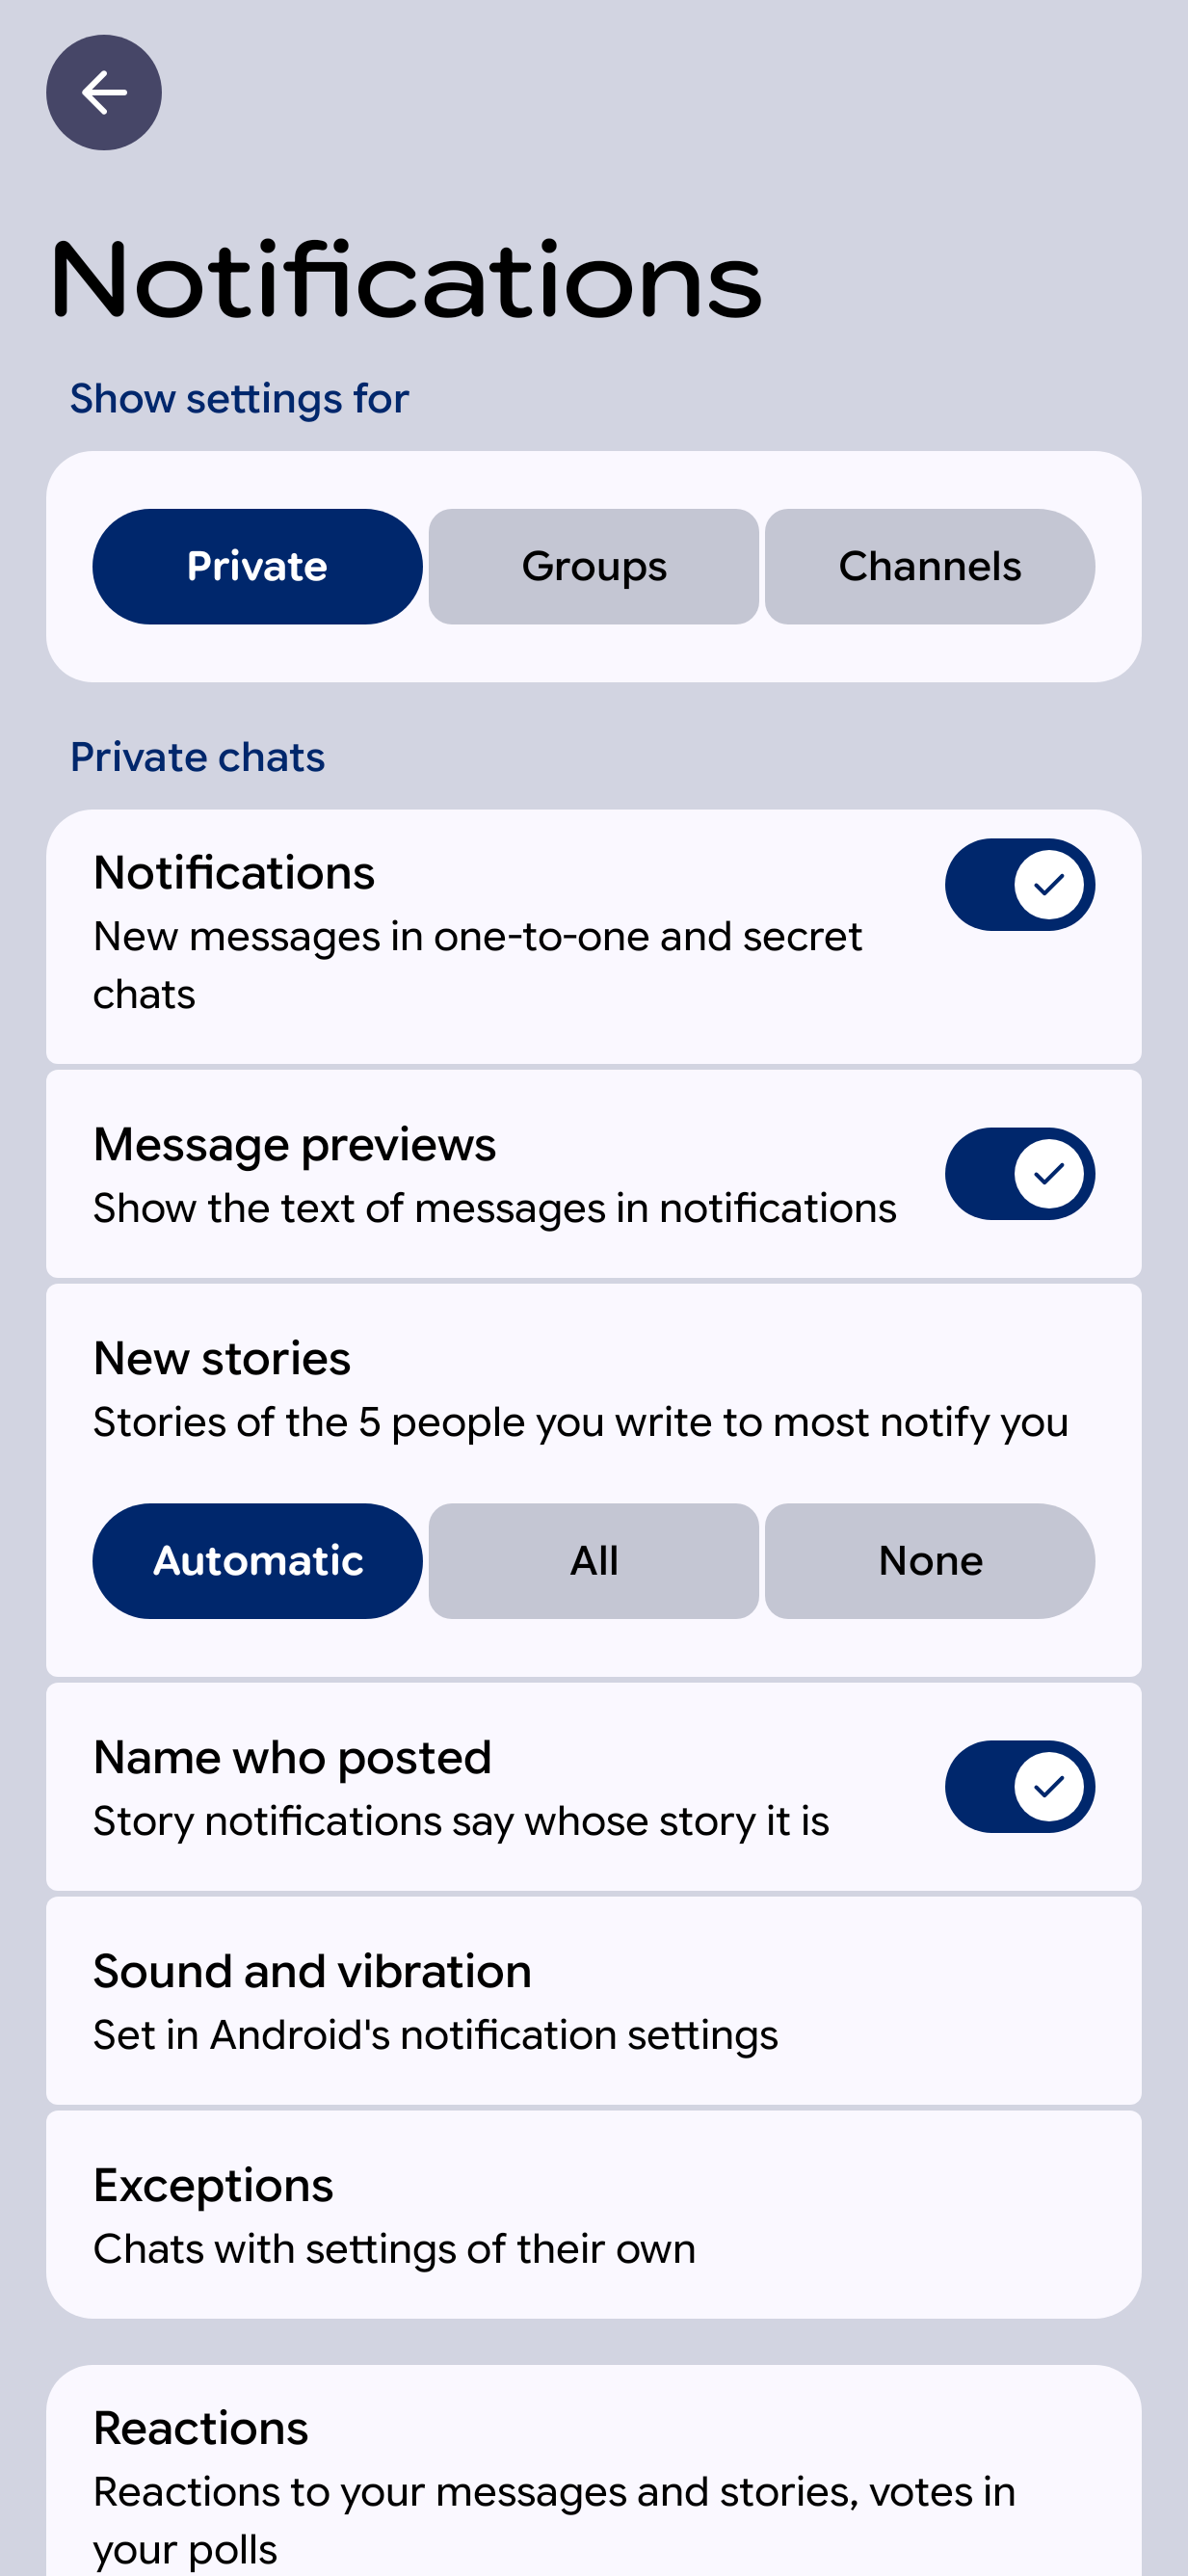 Notifications
Show settings for
Private
Groups
Channels
Private chats
Notifications
New messages in one-to-one and secret
chats
Message previews
Show the text of messages in notifications
New stories
Stories of the 5 people you write to most notify you
Automatic
All
None
Name who posted
Story notifications say whose story it is
Sound and vibration
Set in Android's notification settings
Exceptions
Chats with settings of their own
Reactions
Reactions to your messages and stories, votes in
your polls